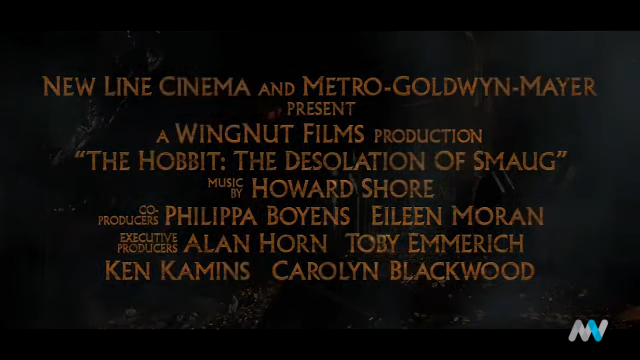 NEW LINE CINEMA AND METRO-GOLDWYN-MAYER
PRESENT
A WINGNUT FILMS PRODUCTION
“THE HOBBIT: THE DESOLATION OF SMAUG”
MUSIC BY HOWARD SHORE
CO-PRODUCERS PHILIPPA BOYENS EILEEN MORAN
EXECUTIVE PRODUCERS ALAN HORN TOBY EMMERICH
KEN KAMINS CAROLYN BLACKWOOD